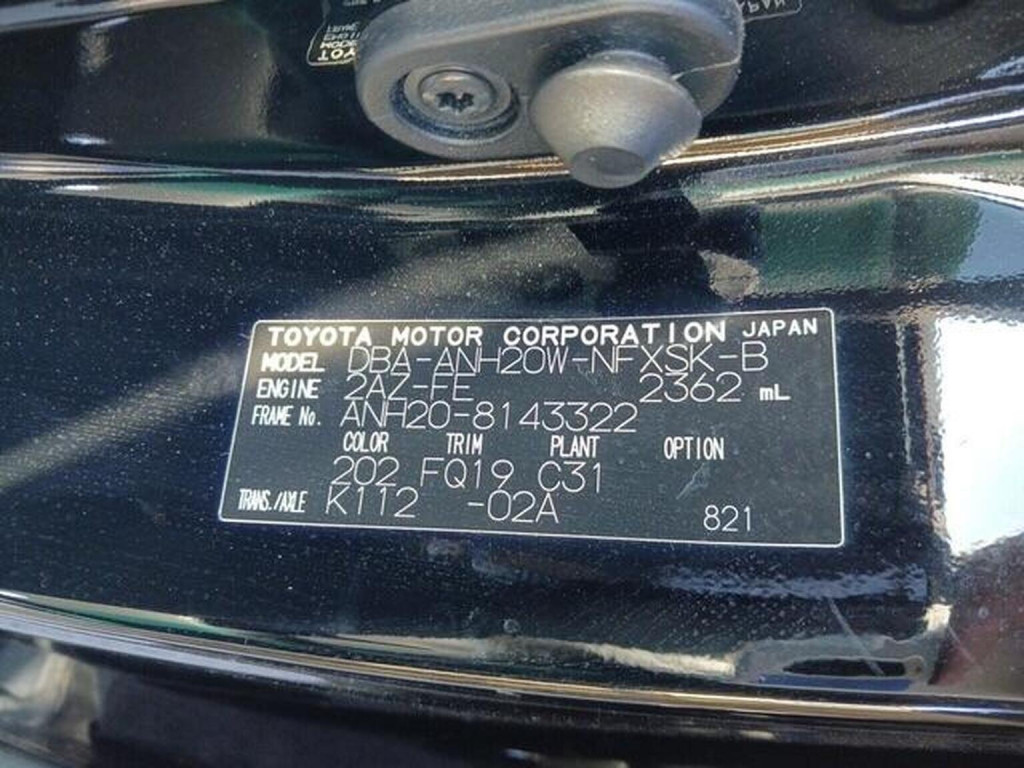 TOYOTA MOTOR CORPORATION JAPAN
MODEL DBA-ANH20W-NFXSK-B
ENGINE 2AZ-FE 2362 mL
FRAME No. ANH20-8143322
COLOR TRIM PLANT OPTION
202 FQ19 C31
TRANS./AXLE K112 -02A 821